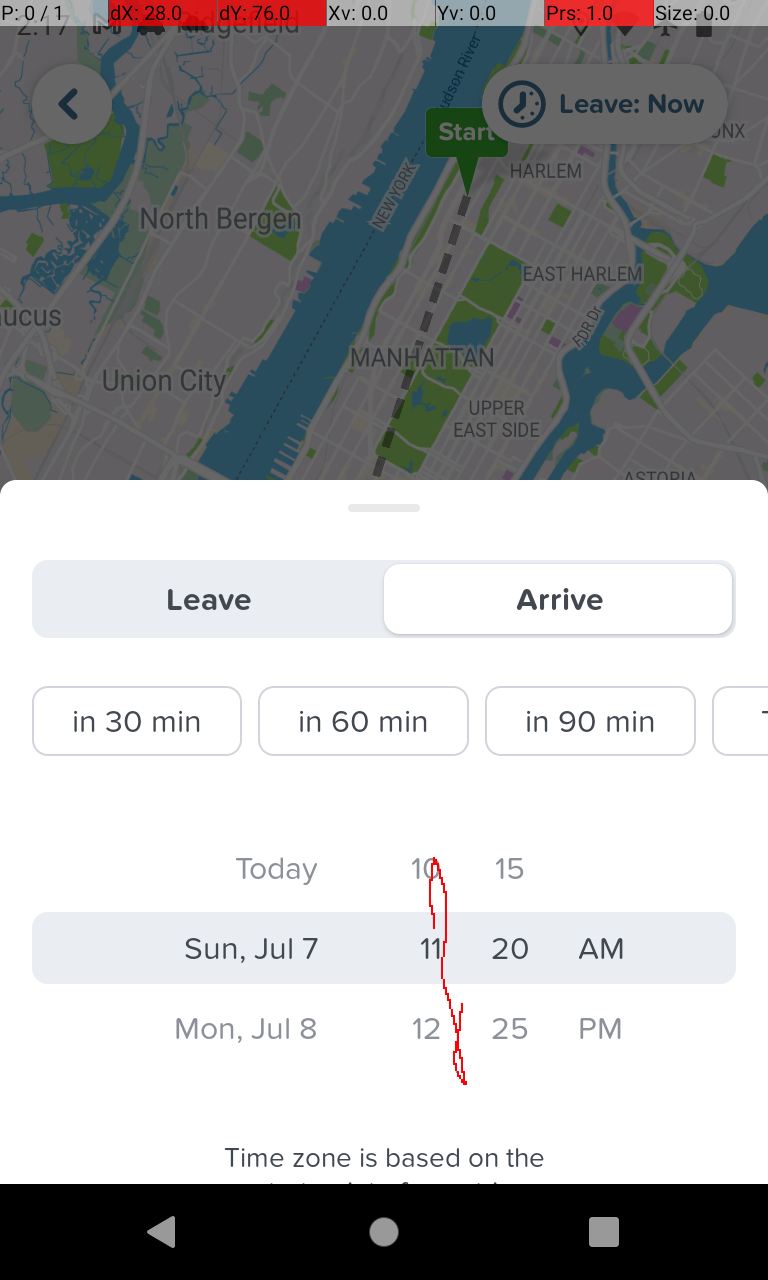 P: 0 / 1 dX: 28.0 dY: 76.0 Xv: 0.0 Yv: 0.0 Prs: 1.0 Size: 0.0
2:17 Ridgefield
Hudson River
Leave: Now
Start
HARLEM
NEW YORK
North Bergen
EAST HARLEM
FDR Dr
MANHATTAN
Union City
UPPER
EAST SIDE
ASTORIA
Leave Arrive
in 30 min in 60 min in 90 min
Today 10 15
Sun, Jul 7 11 20 AM
Mon, Jul 8 12 25 PM
Time zone is based on the